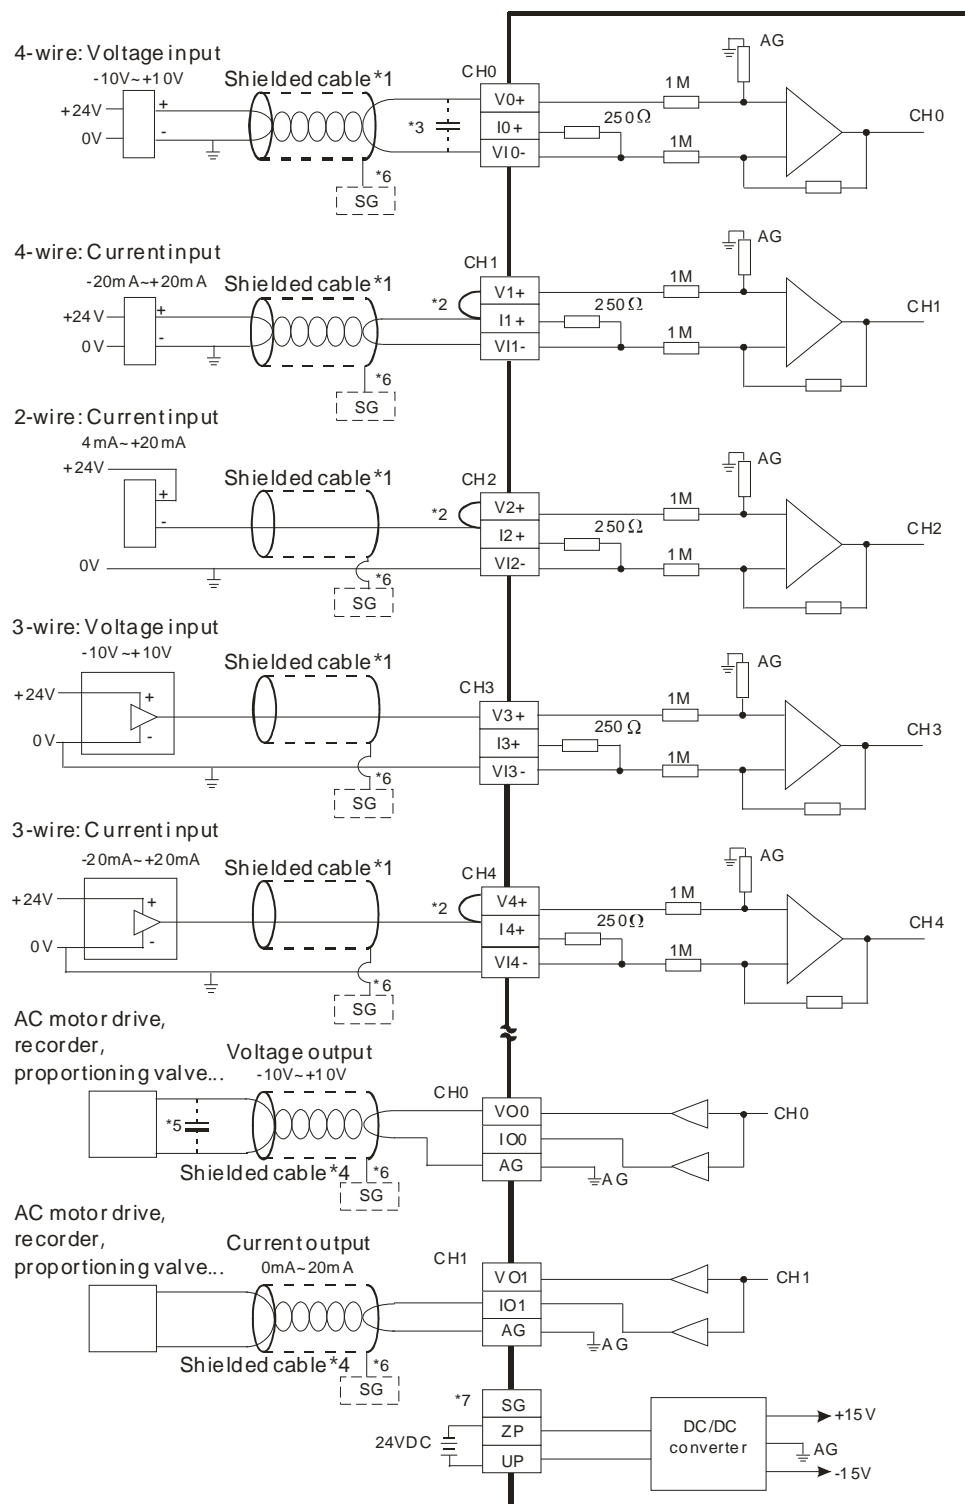 4-wire: Voltage input
-10V~+10V
+24V
0V
+
-
Shielded cable*1
*3
*6
SG
CH0
V0+
I0+
VI0-
250Ω
1M
1M
AG
CH0
4-wire: Current input
-20mA~+20mA
+24V
0V
+
-
Shielded cable*1
*2
*6
SG
CH1
V1+
I1+
VI1-
250Ω
1M
1M
AG
CH1
2-wire: Current input
4mA~+20mA
+24V
0V
+
-
Shielded cable*1
*2
*6
SG
CH2
V2+
I2+
VI2-
250Ω
1M
1M
AG
CH2
3-wire: Voltage input
-10V~+10V
+24V
0V
+
-
Shielded cable*1
*6
SG
CH3
V3+
I3+
VI3-
250Ω
1M
1M
AG
CH3
3-wire: Current input
-20mA~+20mA
+24V
0V
+
-
Shielded cable*1
*2
*6
SG
CH4
V4+
I4+
VI4-
250Ω
1M
1M
AG
CH4
AC motor drive,
recorder,
proportioning valve...
Voltage output
-10V~+10V
*5
Shielded cable*4
*6
SG
CH0
VO0
IO0
AG
AG
CH0
AC motor drive,
recorder,
proportioning valve...
Current output
0mA~20mA
Shielded cable*4
*6
SG
CH1
VO1
IO1
AG
AG
CH1
*7
24VDC
SG
ZP
UP
DC/DC
converter
+15V
AG
-15V